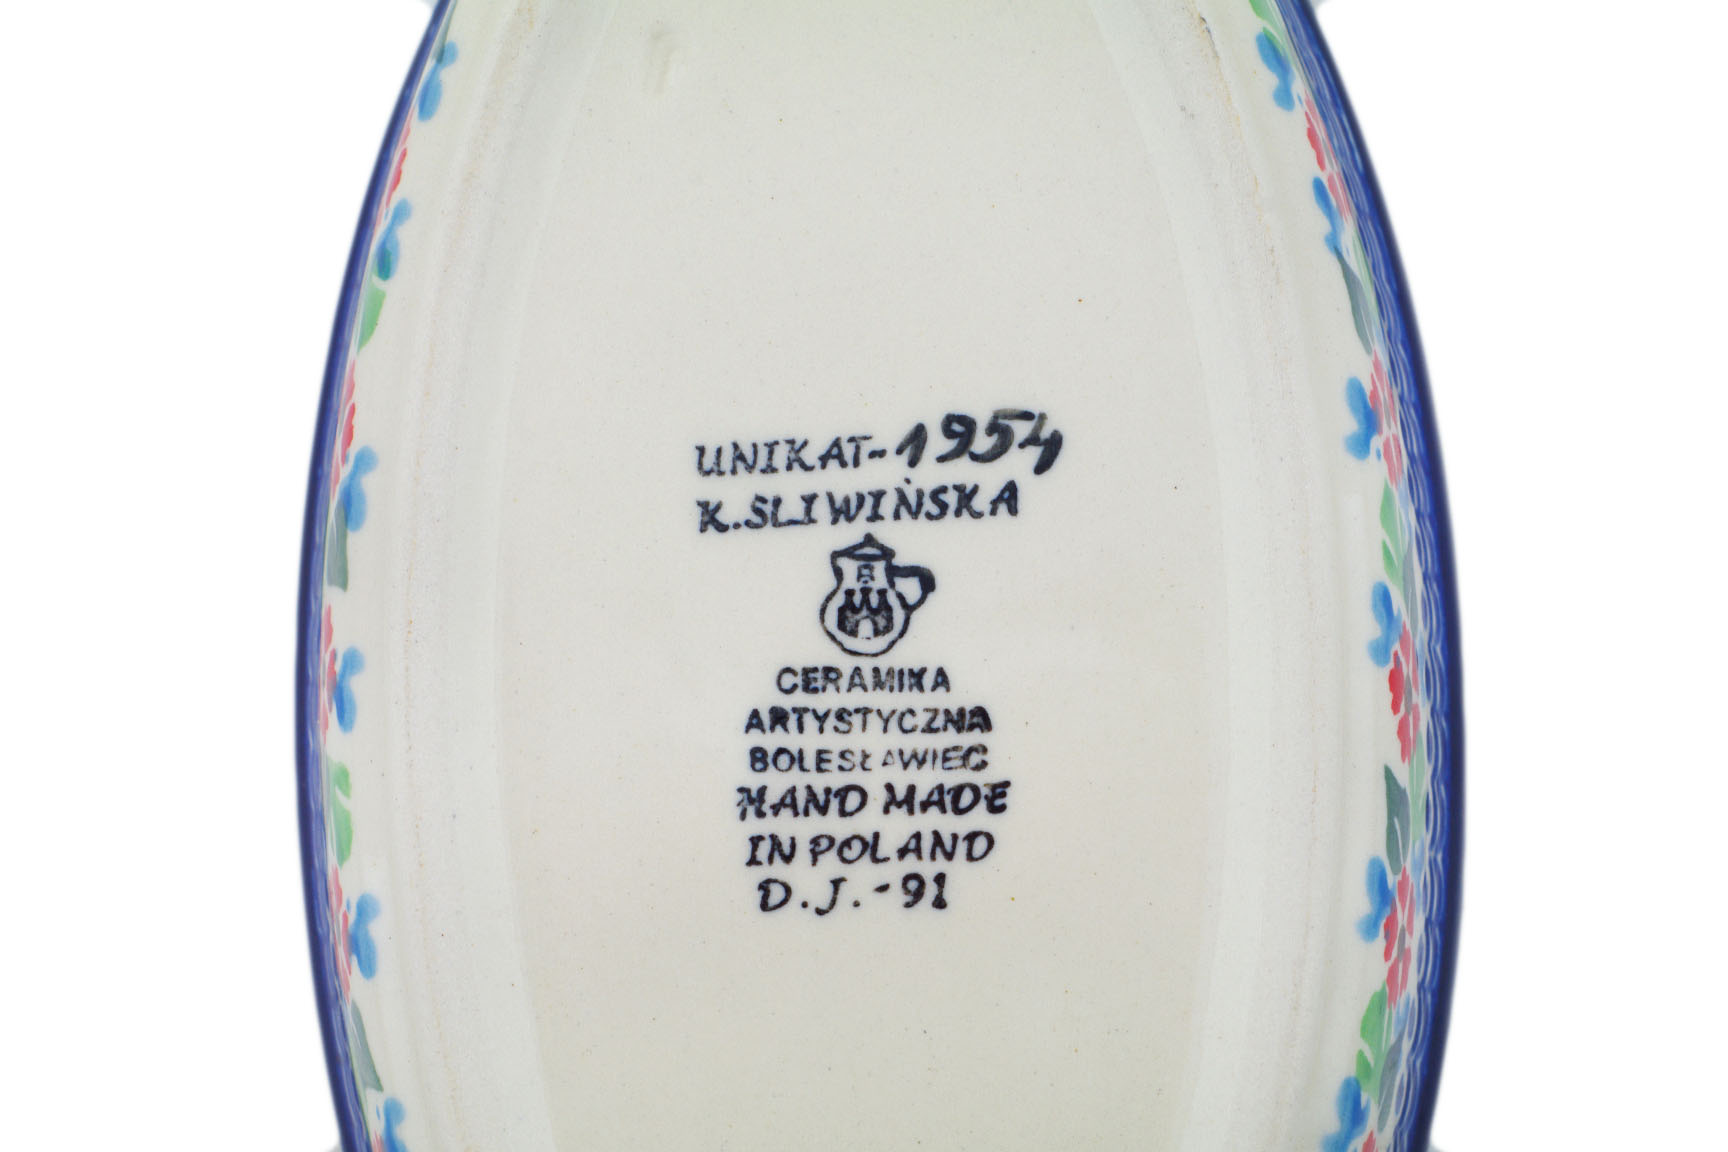 UNIKAT-1954
K.SLIWIŃSKA
CERAMIKA
ARTYSTYCZNA
BOLESŁAWIEC
HAND MADE
IN POLAND
D.J.-91